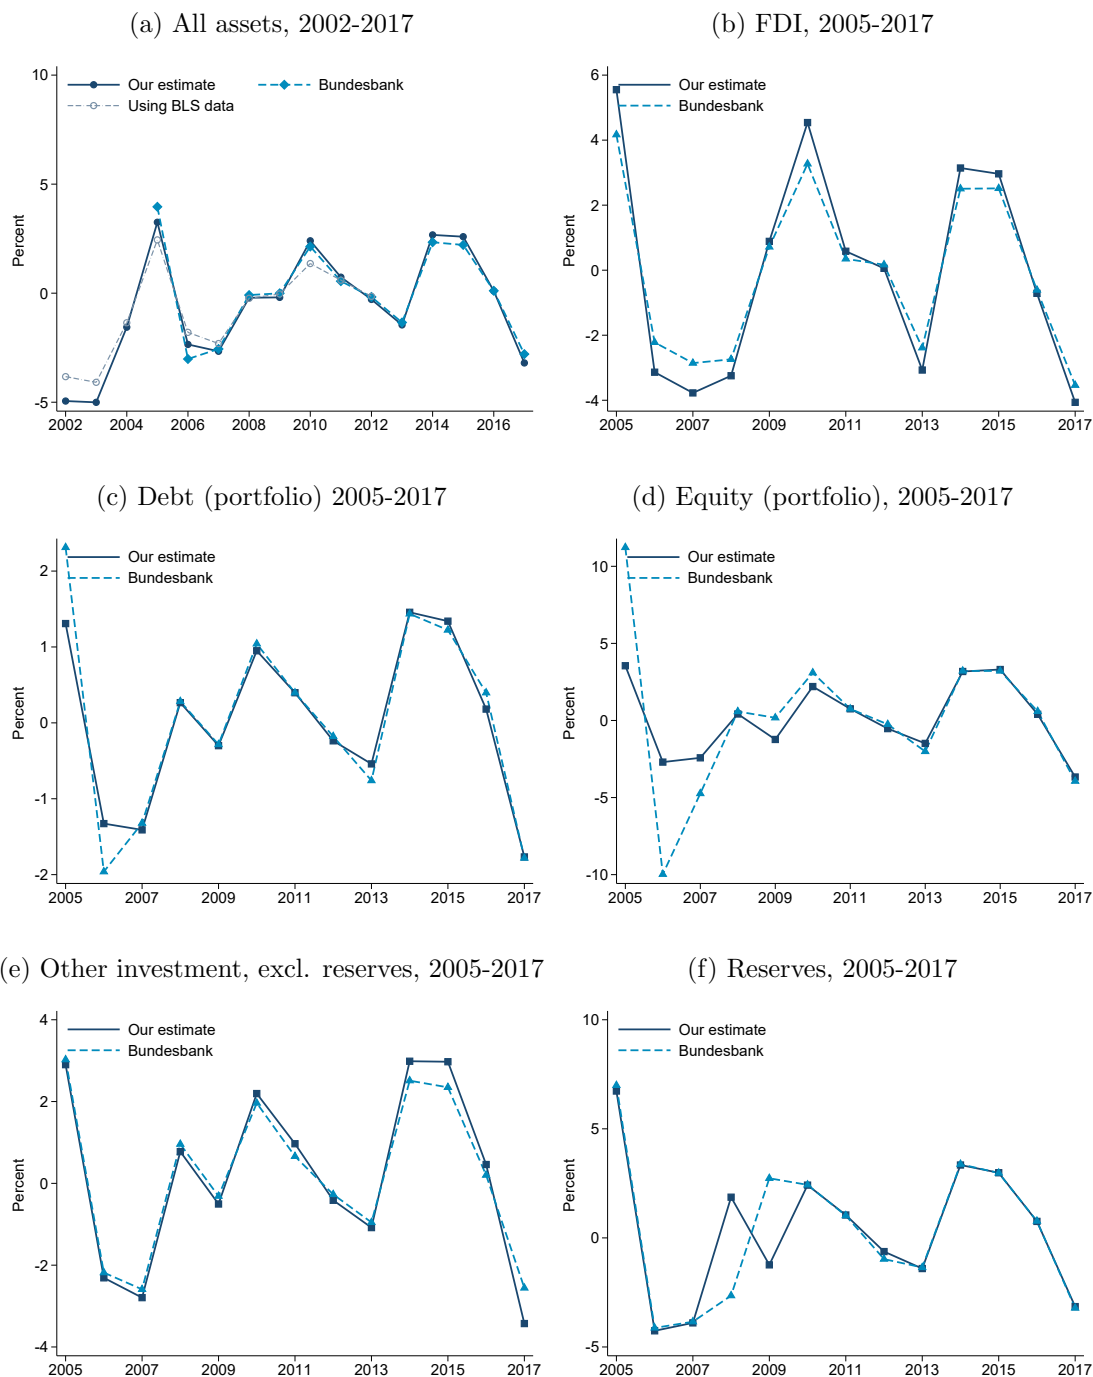 (a) All assets, 2002-2017
10
5
0
-5
Percent
Our estimate
Bundesbank
Using BLS data
2002 2004 2006 2008 2010 2012 2014 2016
(b) FDI, 2005-2017
6
4
2
0
-2
-4
Percent
Our estimate
Bundesbank
2005 2007 2009 2011 2013 2015 2017
(c) Debt (portfolio) 2005-2017
2
1
0
-1
-2
Percent
Our estimate
Bundesbank
2005 2007 2009 2011 2013 2015 2017
(d) Equity (portfolio), 2005-2017
10
5
0
-5
-10
Percent
Our estimate
Bundesbank
2005 2007 2009 2011 2013 2015 2017
(e) Other investment, excl. reserves, 2005-2017
4
2
0
-2
-4
Percent
Our estimate
Bundesbank
2005 2007 2009 2011 2013 2015 2017
(f) Reserves, 2005-2017
10
5
0
-5
Percent
Our estimate
Bundesbank
2005 2007 2009 2011 2013 2015 2017